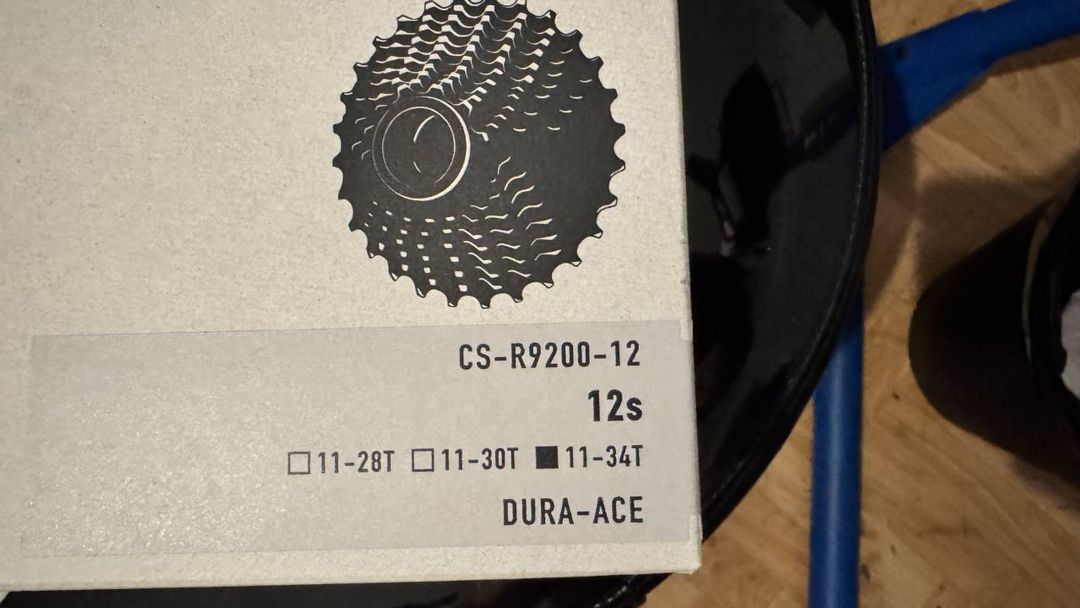 CS-R9200-12
12s
□11-28T □11-30T ■11-34T
DURA-ACE